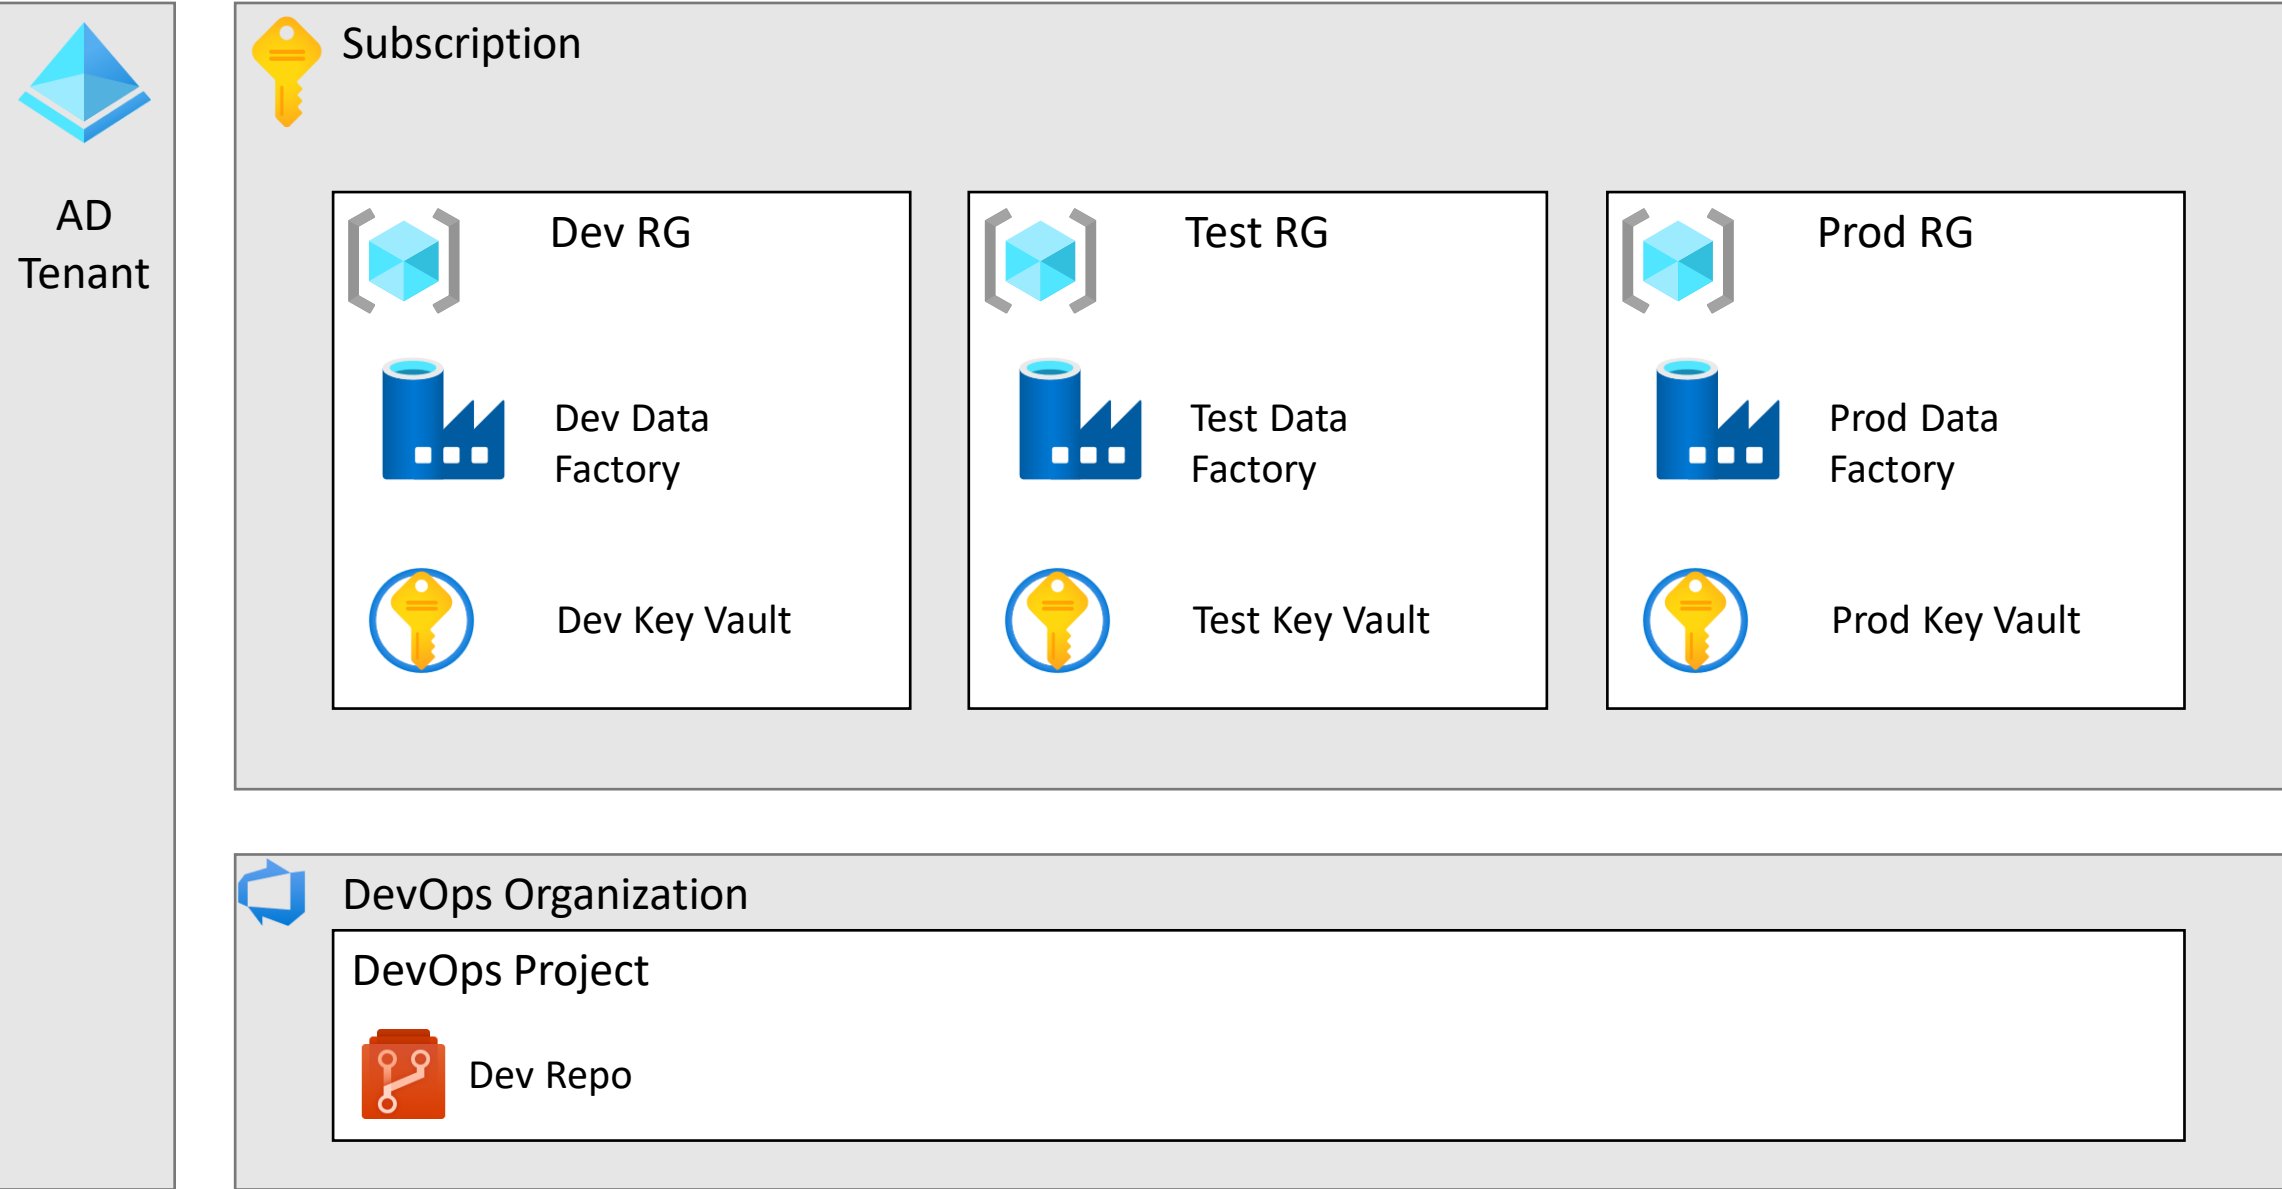 AD
Tenant
Subscription
Dev RG
Dev Data
Factory
Dev Key Vault
Test RG
Test Data
Factory
Test Key Vault
Prod RG
Prod Data
Factory
Prod Key Vault
DevOps Organization
DevOps Project
Dev Repo